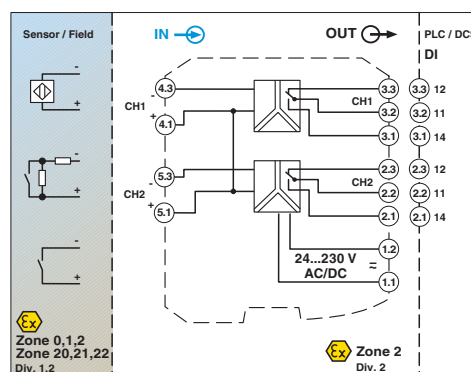 Sensor / Field
IN
OUT
PLC / DCS
DI
-
+
-
+
-
+
4.3
-
CH1
+
4.1
5.3
-
CH2
+
5.1
3.3
CH1
3.2
3.1
2.3
CH2
2.2
2.1
1.2
24...230 V
AC/DC
≂
1.1
3.3 12
3.2 11
3.1 14
2.3 12
2.2 11
2.1 14
Ex
Zone 0,1,2
Zone 20,21,22
Div. 1,2
Ex Zone 2
Div. 2